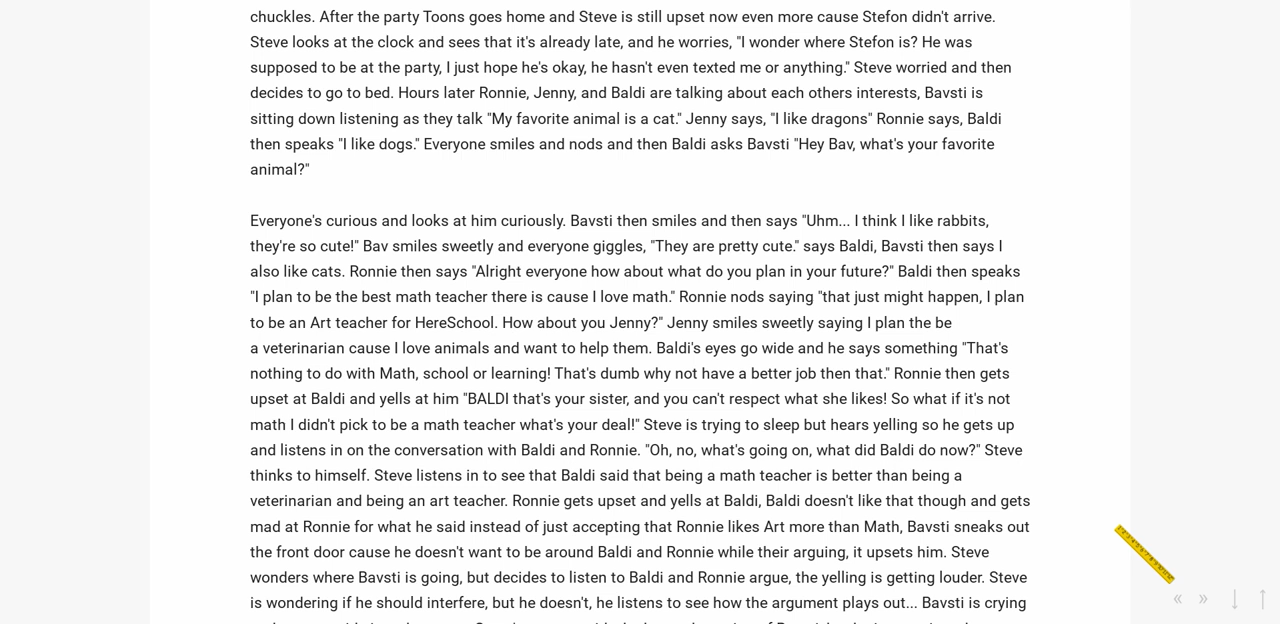 chuckles. After the party Toons goes home and Steve is still upset now even more cause Stefon didn't arrive.
Steve looks at the clock and sees that it's already late, and he worries, "I wonder where Stefon is? He was
supposed to be at the party, I just hope he's okay, he hasn't even texted me or anything." Steve worried and then
decides to go to bed. Hours later Ronnie, Jenny, and Baldi are talking about each others interests, Bavsti is
sitting down listening as they talk "My favorite animal is a cat." Jenny says, "I like dragons" Ronnie says, Baldi
then speaks "I like dogs." Everyone smiles and nods and then Baldi asks Bavsti "Hey Bav, what's your favorite
animal?"
Everyone's curious and looks at him curiously. Bavsti then smiles and then says "Uhm... I think I like rabbits,
they're so cute!" Bav smiles sweetly and everyone giggles, "They are pretty cute." says Baldi, Bavsti then says I
also like cats. Ronnie then says "Alright everyone how about what do you plan in your future?" Baldi then speaks
"I plan to be the best math teacher there is cause I love math." Ronnie nods saying "that just might happen, I plan
to be an Art teacher for HereSchool. How about you Jenny?" Jenny smiles sweetly saying I plan the be
a veterinarian cause I love animals and want to help them. Baldi's eyes go wide and he says something "That's
nothing to do with Math, school or learning! That's dumb why not have a better job then that." Ronnie then gets
upset at Baldi and yells at him "BALDI that's your sister, and you can't respect what she likes! So what if it's not
math I didn't pick to be a math teacher what's your deal!" Steve is trying to sleep but hears yelling so he gets up
and listens in on the conversation with Baldi and Ronnie. "Oh, no, what's going on, what did Baldi do now?" Steve
thinks to himself. Steve listens in to see that Baldi said that being a math teacher is better than being a
veterinarian and being an art teacher. Ronnie gets upset and yells at Baldi, Baldi doesn't like that though and gets
mad at Ronnie for what he said instead of just accepting that Ronnie likes Art more than Math, Bavsti sneaks out
the front door cause he doesn't want to be around Baldi and Ronnie while their arguing, it upsets him. Steve
wonders where Bavsti is going, but decides to listen to Baldi and Ronnie argue, the yelling is getting louder. Steve
is wondering if he should interfere, but he doesn't, he listens to see how the argument plays out... Bavsti is crying